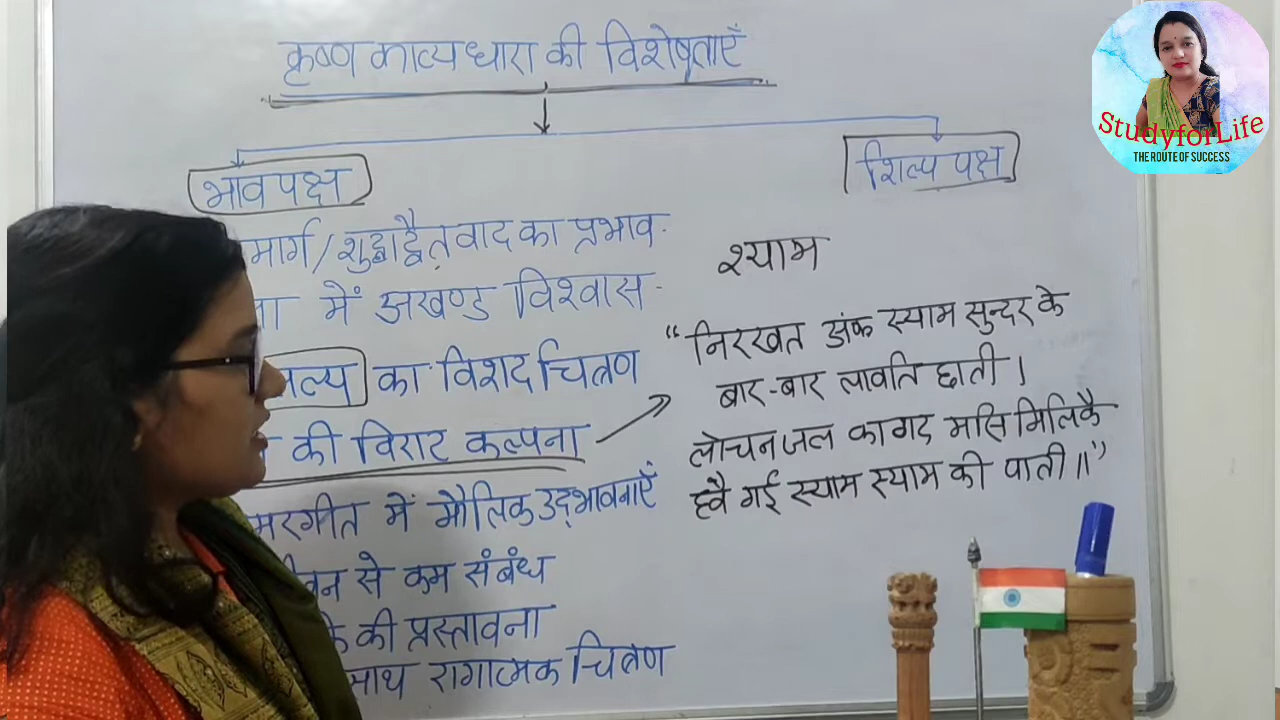 कृष्ण काव्यधारा की विशेषताएँ
भावपक्ष
शिल्प पक्ष
मार्ग/शुद्धाद्वैतवाद का प्रभाव.
में अखण्ड विश्वास.
का विशद चित्रण
की विराट कल्पना
मरगीत में मौलिक उद्भावनाएँ
से कम संबंध
की प्रस्तावना
साथ रागात्मक चित्रण
श्याम
“निरखत अंक स्याम सुन्दर के
बार-बार लावति छाती।
लोचन जल कागद मसि मिलिकै
ह्वै गई स्याम स्याम की पाती॥”
StudyforLife
THE ROUTE OF SUCCESS